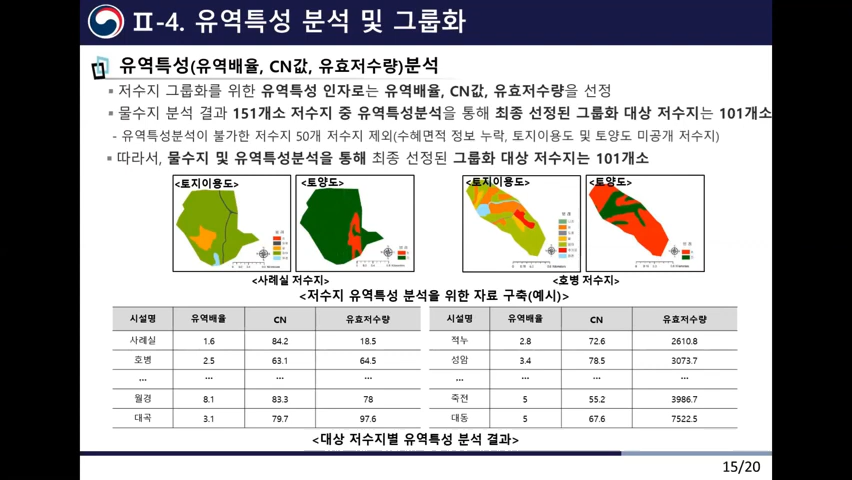 Ⅱ-4. 유역특성 분석 및 그룹화
유역특성(유역배율, CN값, 유효저수량)분석
▪ 저수지 그룹화를 위한 유역특성 인자로는 유역배율, CN값, 유효저수량을 선정
▪ 물수지 분석 결과 151개소 저수지 중 유역특성분석을 통해 최종 선정된 그룹화 대상 저수지는 101개소
- 유역특성분석이 불가한 저수지 50개 저수지 제외(수혜면적 정보 누락, 토지이용도 및 토양도 미공개 저수지)
▪ 따라서, 물수지 및 유역특성분석을 통해 최종 선정된 그룹화 대상 저수지는 101개소
<토지이용도> <토양도> <토지이용도> <토양도>
<사례실 저수지> <호병 저수지>
<저수지 유역특성 분석을 위한 자료 구축(예시)>
시설명 유역배율 CN 유효저수량 시설명 유역배율 CN 유효저수량
사례실 1.6 84.2 18.5 적누 2.8 72.6 2610.8
호병 2.5 63.1 64.5 성암 3.4 78.5 3073.7
... ... ... ... ... ... ... ...
월경 8.1 83.3 78 죽전 5 55.2 3986.7
대곡 3.1 79.7 97.6 대동 5 67.6 7522.5
<대상 저수지별 유역특성 분석 결과>
15/20